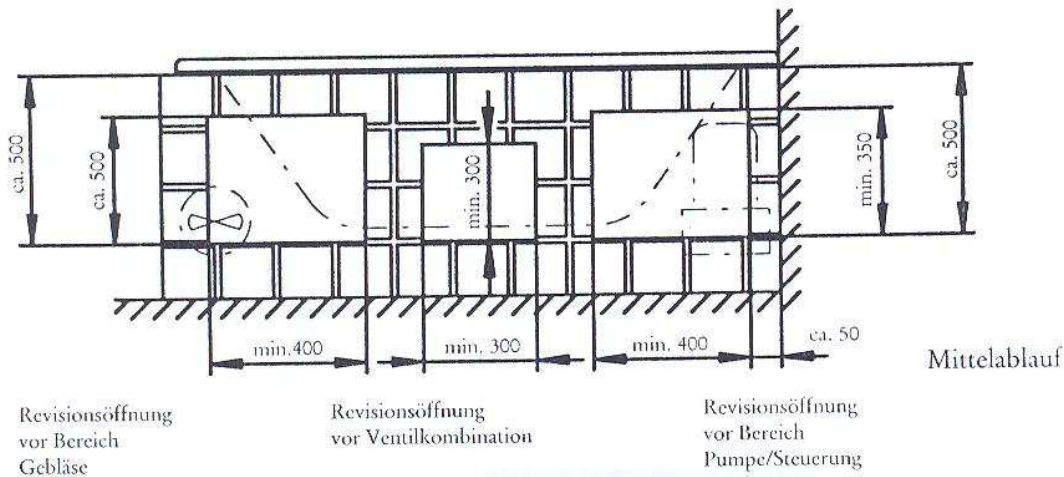 ca. 500
ca. 500
min. 300
min. 350
ca. 500
min.400
min. 300
min. 400
ca. 50
Mittelablauf
Revisionsöffnung
vor Bereich
Gebläse
Revisionsöffnung
vor Ventilkombination
Revisionsöffnung
vor Bereich
Pumpe/Steuerung